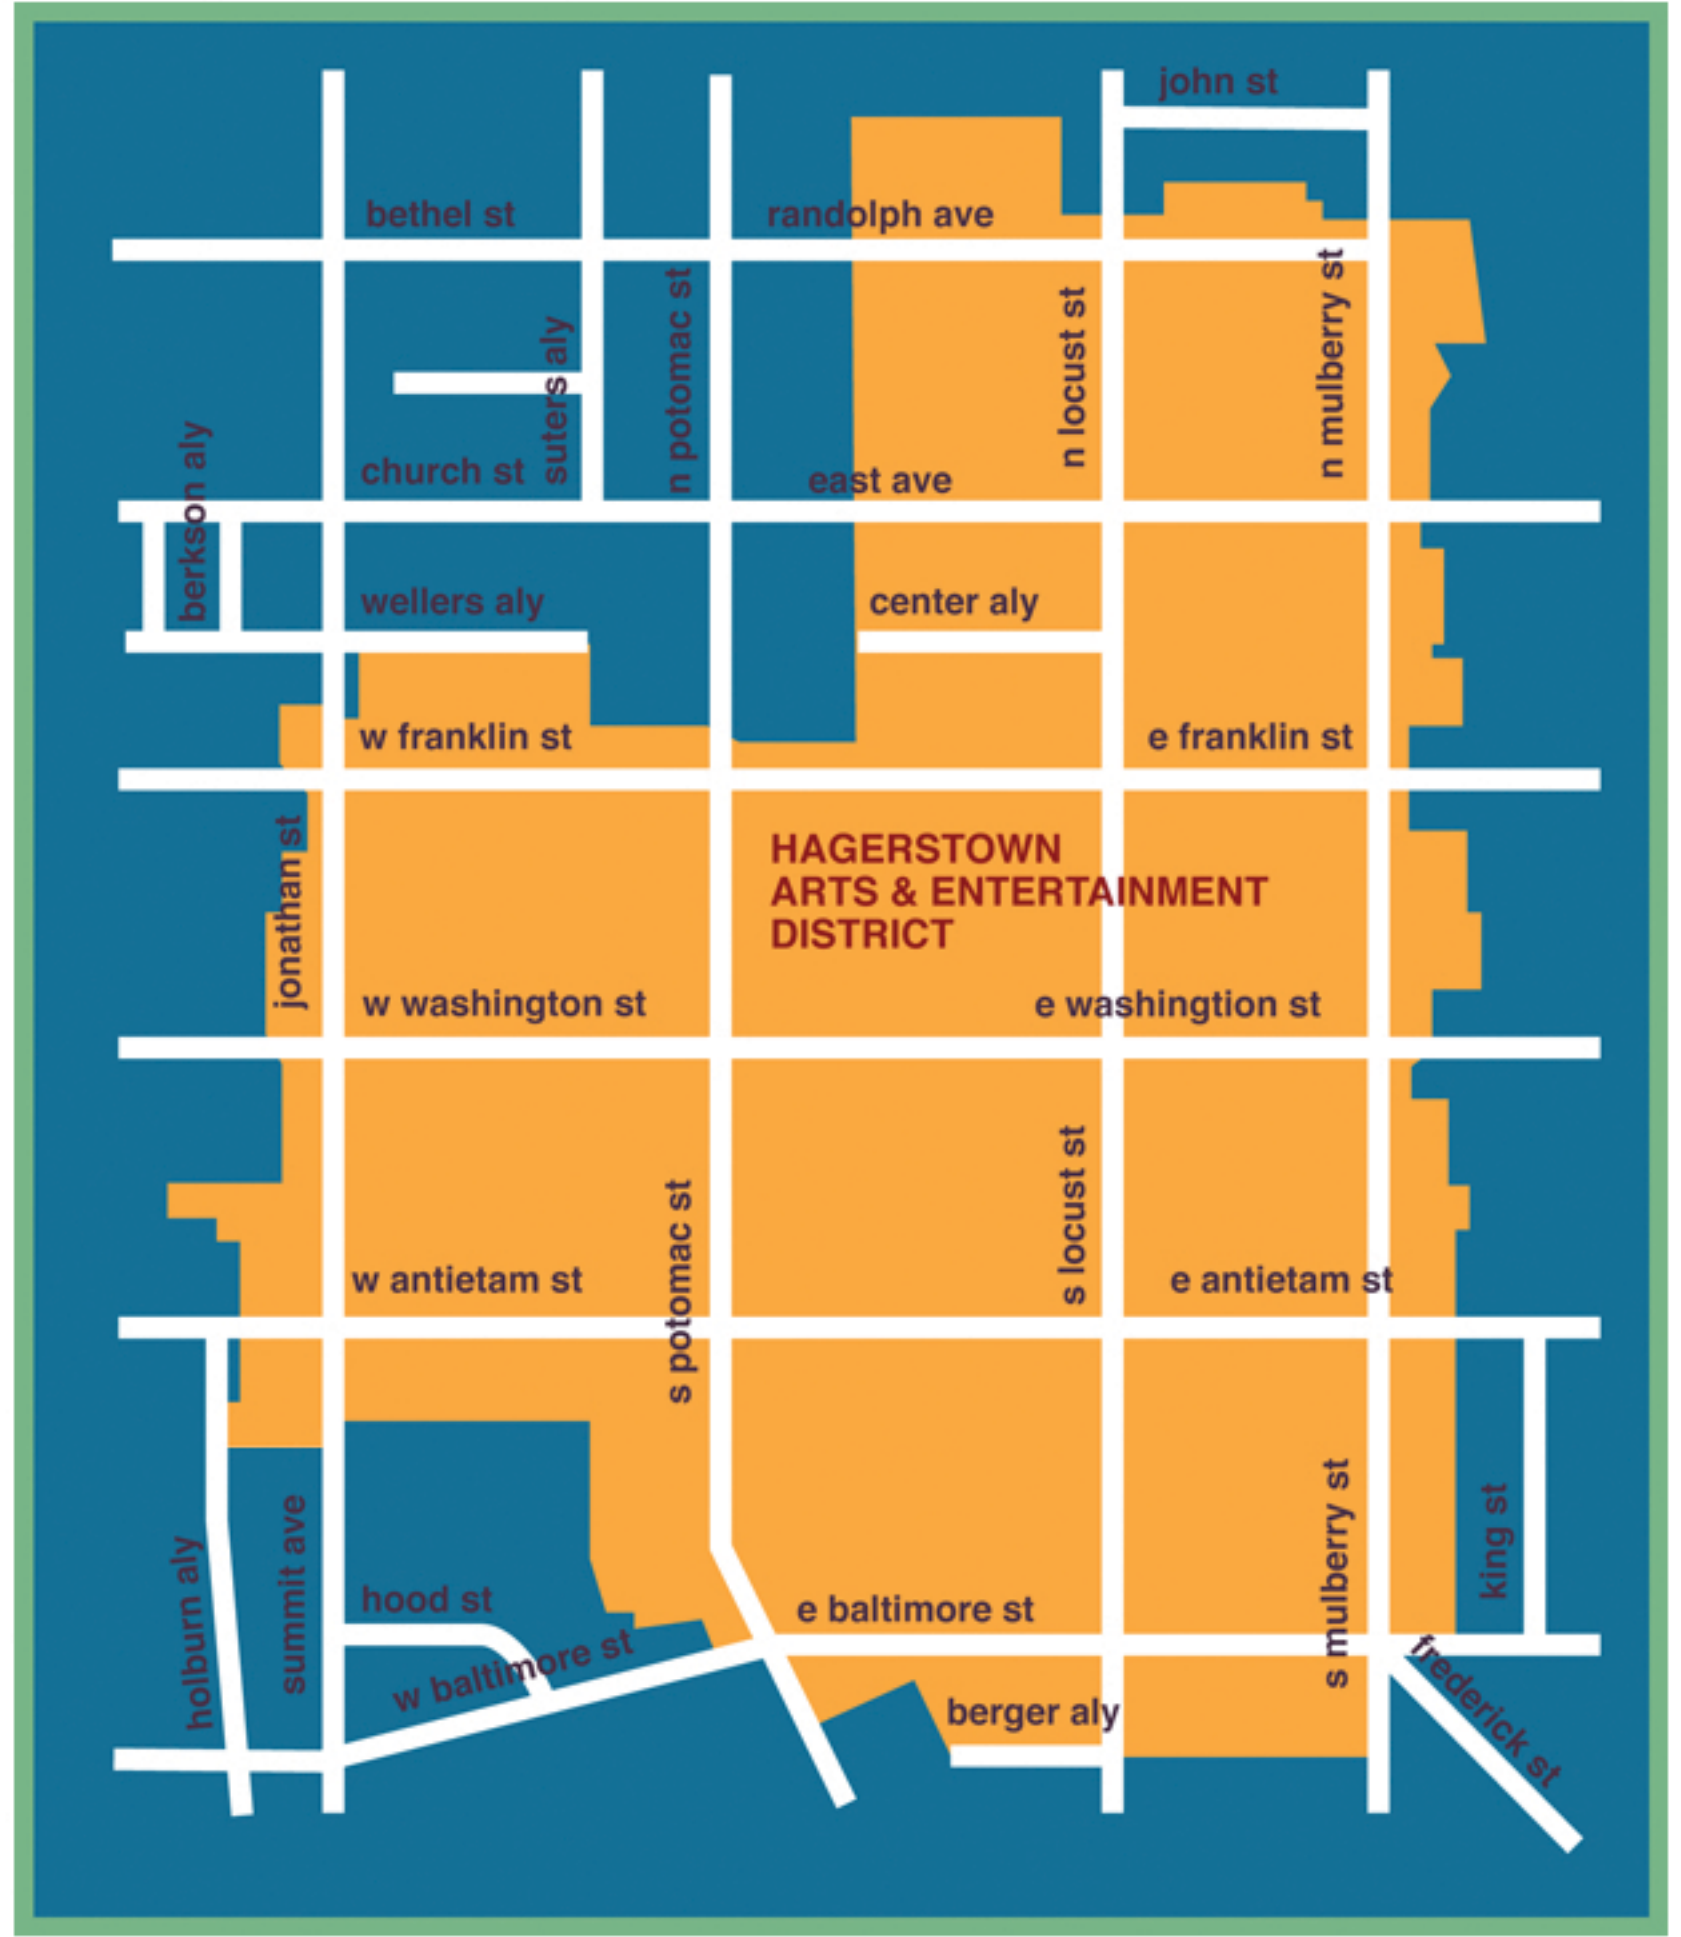 john st
bethel st
randolph ave
n potomac st
suters aly
n locust st
n mulberry st
church st
east ave
berkson aly
wellers aly
center aly
w franklin st
e franklin st
jonathan st
HAGERSTOWN
ARTS & ENTERTAINMENT
DISTRICT
w washington st
e washingtion st
s potomac st
s locust st
w antietam st
e antietam st
holburn aly
summit ave
hood st
w baltimore st
e baltimore st
s mulberry st
king st
berger aly
frederick st